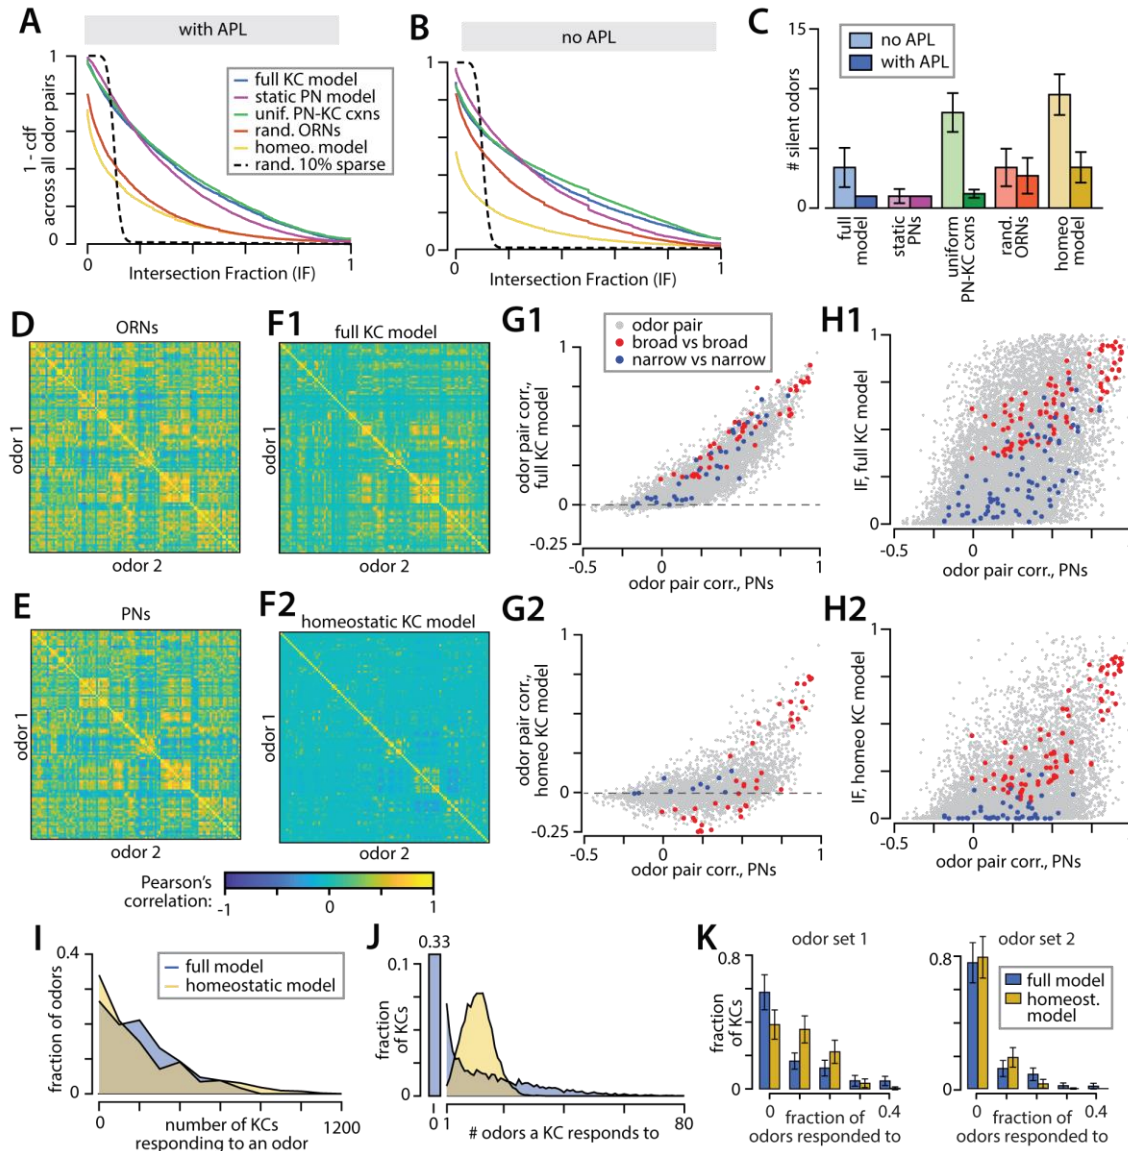 A
with APL
1
1 - cdf
across all odor pairs
0
0
1
Intersection Fraction (IF)
full KC model
static PN model
unif. PN-KC cxns
rand. ORNs
homeo. model
rand. 10% sparse
B
no APL
1
0
0
1
Intersection Fraction (IF)
C
15
# silent odors
0
no APL
with APL
full
model
static
PNs
uniform
PN-KC cxns
rand.
ORNs
homeo
model
D
ORNs
odor 1
odor 2
F1
full KC model
odor 1
odor 2
G1
odor pair
broad vs broad
narrow vs narrow
1
odor pair corr.,
full KC model
0
-0.25
-0.5
0
1
odor pair corr., PNs
H1
1
IF, full KC model
0
-0.5
0
odor pair corr., PNs
E
PNs
odor 1
odor 2
F2
homeostatic KC model
odor 1
odor 2
G2
1
odor pair corr.,
homeo KC model
0
-0.25
-0.5
0
1
odor pair corr., PNs
H2
1
IF, homeo KC model
0
-0.5
0
odor pair corr., PNs
Pearson's
correlation:
-1
0
1
I
0.4
fraction of odors
0
full model
homeostatic model
0
1200
number of KCs
responding to an odor
J
0.33
0.1
fraction
of KCs
0
0 1
80
# odors a KC responds to
K
odor set 1
0.8
fraction
of KCs
0
0
0.4
fraction of
odors responded to
odor set 2
0.8
full model
homeost.
model
0
0
0.4
fraction of
odors responded to